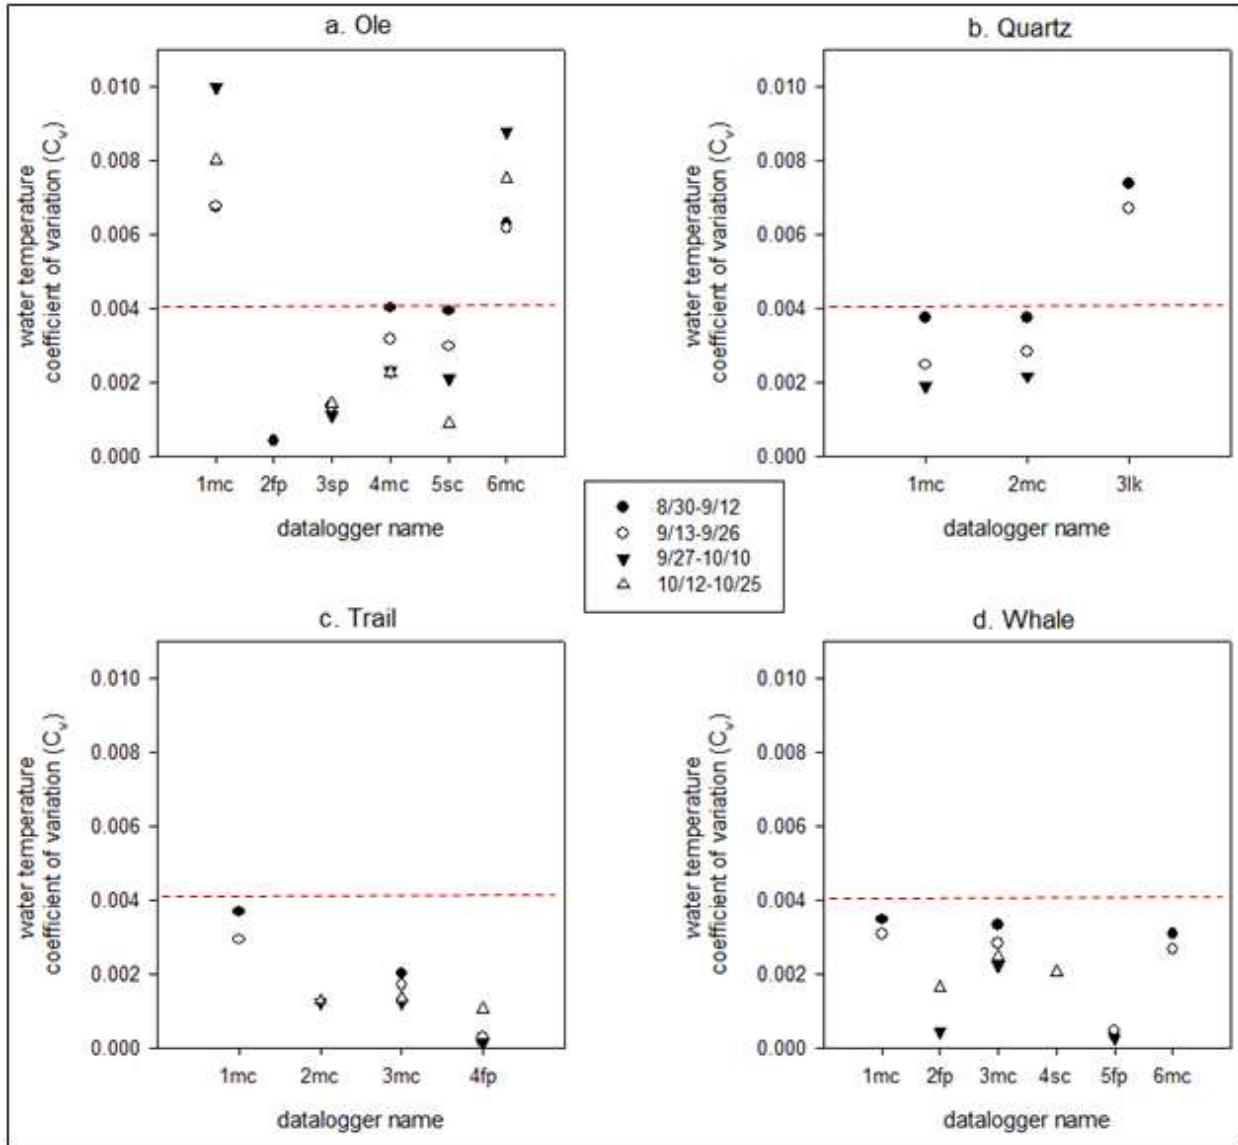 a. Ole
water temperature
coefficient of variation (Cv)
0.010
0.008
0.006
0.004
0.002
0.000
1mc 2fp 3sp 4mc 5sc 6mc
datalogger name
b. Quartz
water temperature
coefficient of variation (Cv)
0.010
0.008
0.006
0.004
0.002
0.000
1mc 2mc 3lk
datalogger name
8/30-9/12
9/13-9/26
9/27-10/10
10/12-10/25
c. Trail
water temperature
coefficient of variation (Cv)
0.010
0.008
0.006
0.004
0.002
0.000
1mc 2mc 3mc 4fp
datalogger name
d. Whale
water temperature
coefficient of variation (Cv)
0.010
0.008
0.006
0.004
0.002
0.000
1mc 2fp 3mc 4sc 5fp 6mc
datalogger name